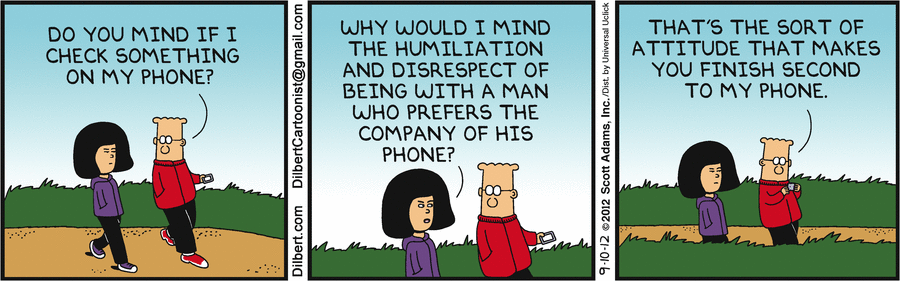 DO YOU MIND IF I
CHECK SOMETHING
ON MY PHONE?
Dilbert.com DilbertCartoonist@gmail.com
WHY WOULD I MIND
THE HUMILIATION
AND DISRESPECT OF
BEING WITH A MAN
WHO PREFERS THE
COMPANY OF HIS
PHONE?
9-10-12 ©2012 Scott Adams, Inc. /Dist. by Universal Uclick
THAT'S THE SORT OF
ATTITUDE THAT MAKES
YOU FINISH SECOND
TO MY PHONE.